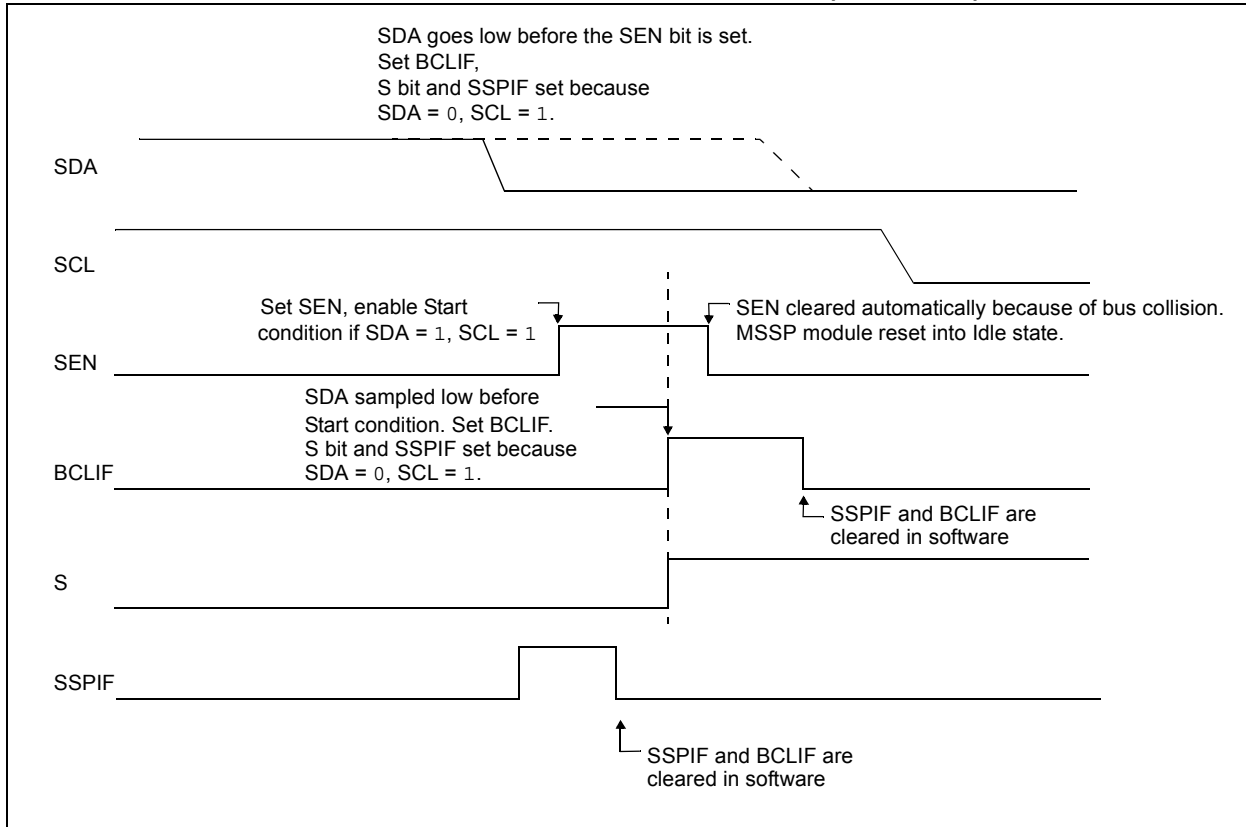 SDA goes low before the SEN bit is set.
Set BCLIF,
S bit and SSPIF set because
SDA = 0, SCL = 1.
SDA
SCL
Set SEN, enable Start
condition if SDA = 1, SCL = 1
SEN cleared automatically because of bus collision.
MSSP module reset into Idle state.
SEN
SDA sampled low before
Start condition. Set BCLIF.
S bit and SSPIF set because
SDA = 0, SCL = 1.
BCLIF
SSPIF and BCLIF are
cleared in software
S
SSPIF
SSPIF and BCLIF are
cleared in software